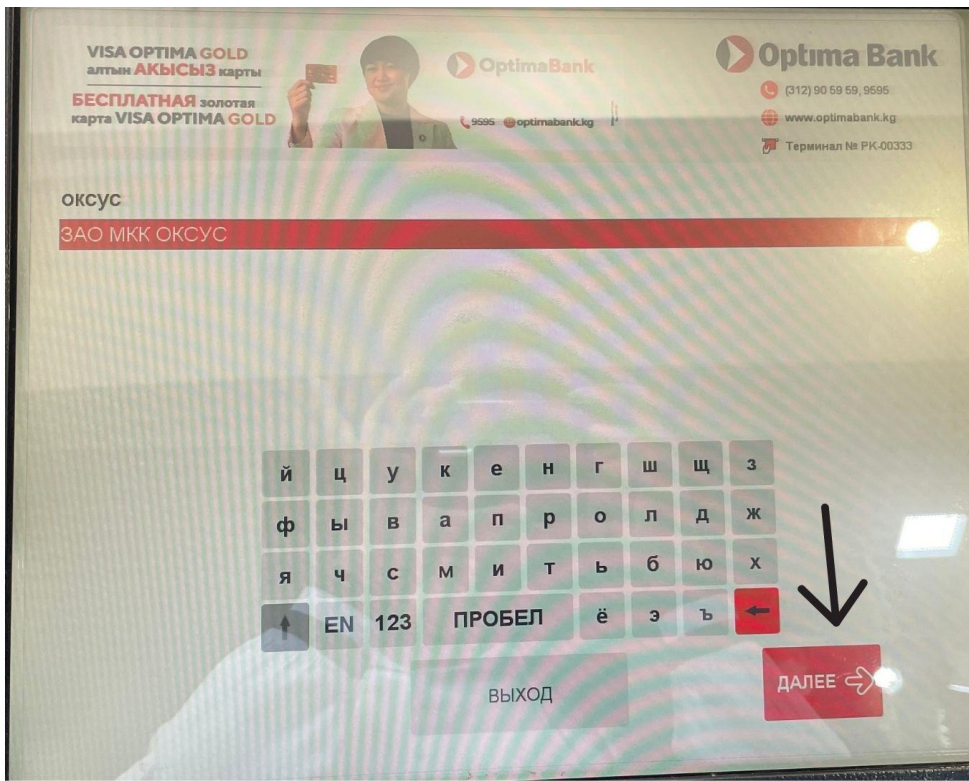 VISA OPTIMA GOLD
алтын АКЫСЫЗ карты
БЕСПЛАТНАЯ золотая
карта VISA OPTIMA GOLD
OptimaBank
9595 optimabank.kg
Optima Bank
(312) 90 59 59, 9595
www.optimabank.kg
Терминал № РК-00333
оксус
ЗАО МКК ОКСУС
й ц у к е н г ш щ з
ф ы в а п р о л д ж
я ч с м и т ь б ю х
EN 123 ПРОБЕЛ ё э ъ
ВЫХОД
ДАЛЕЕ